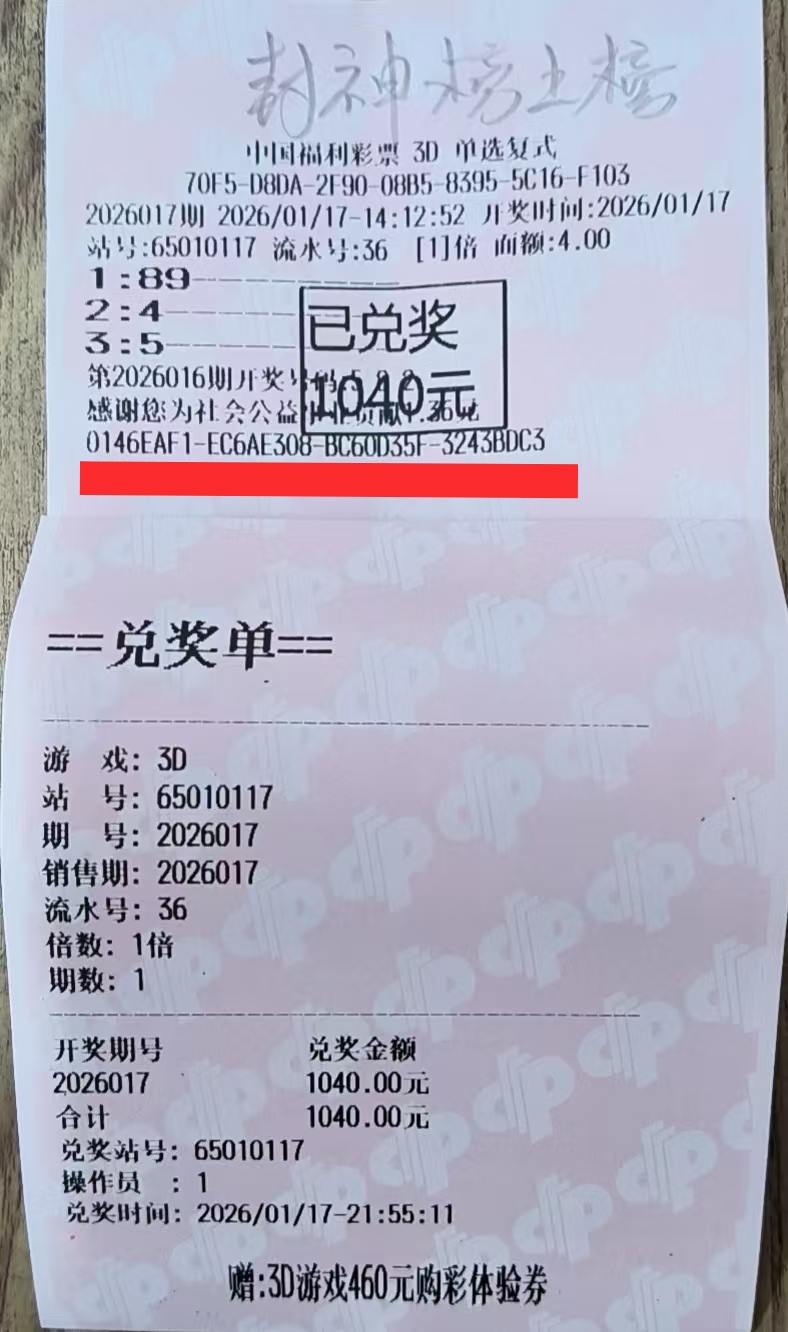 封神榜上榜
中国福利彩票 3D 单选复式
70F5-D8DA-2F90-08B5-8395-5C16-F103
2026017期 2026/01/17-14:12:52 开奖时间:2026/01/17
站号:65010117 流水号:36 [1]倍 面额:4.00
1:89
2:4
3:5
已兑奖
1040元
第2026016期开奖号码
感谢您为社会公益
0146EAF1-EC6AE308-BC60D35F-3243BDC3
==兑奖单==
游 戏: 3D
站 号: 65010117
期 号: 2026017
销售期: 2026017
流水号: 36
倍数: 1倍
期数: 1
开奖期号 兑奖金额
2026017 1040.00元
合计 1040.00元
兑奖站号: 65010117
操作员 : 1
兑奖时间: 2026/01/17-21:55:11
赠:3D游戏460元购彩体验券